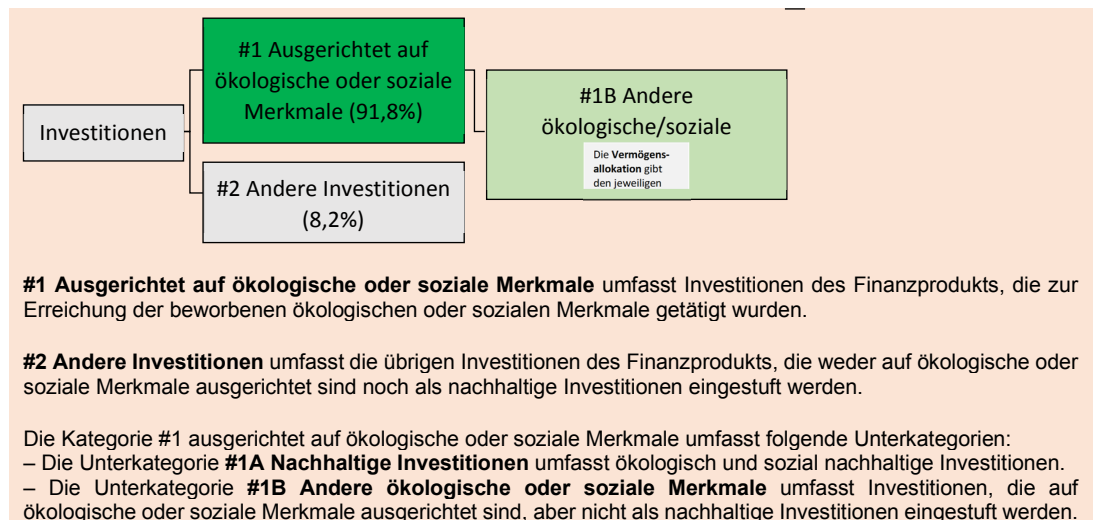 #1 Ausgerichtet auf
ökologische oder soziale
Merkmale (91,8%)
Investitionen
#1B Andere
ökologische/soziale
Die Vermögens-
allokation gibt
den jeweiligen
#2 Andere Investitionen
(8,2%)
#1 Ausgerichtet auf ökologische oder soziale Merkmale umfasst Investitionen des Finanzprodukts, die zur
Erreichung der beworbenen ökologischen oder sozialen Merkmale getätigt wurden.
#2 Andere Investitionen umfasst die übrigen Investitionen des Finanzprodukts, die weder auf ökologische oder
soziale Merkmale ausgerichtet sind noch als nachhaltige Investitionen eingestuft werden.
Die Kategorie #1 ausgerichtet auf ökologische oder soziale Merkmale umfasst folgende Unterkategorien:
– Die Unterkategorie #1A Nachhaltige Investitionen umfasst ökologisch und sozial nachhaltige Investitionen.
– Die Unterkategorie #1B Andere ökologische oder soziale Merkmale umfasst Investitionen, die auf
ökologische oder soziale Merkmale ausgerichtet sind, aber nicht als nachhaltige Investitionen eingestuft werden.